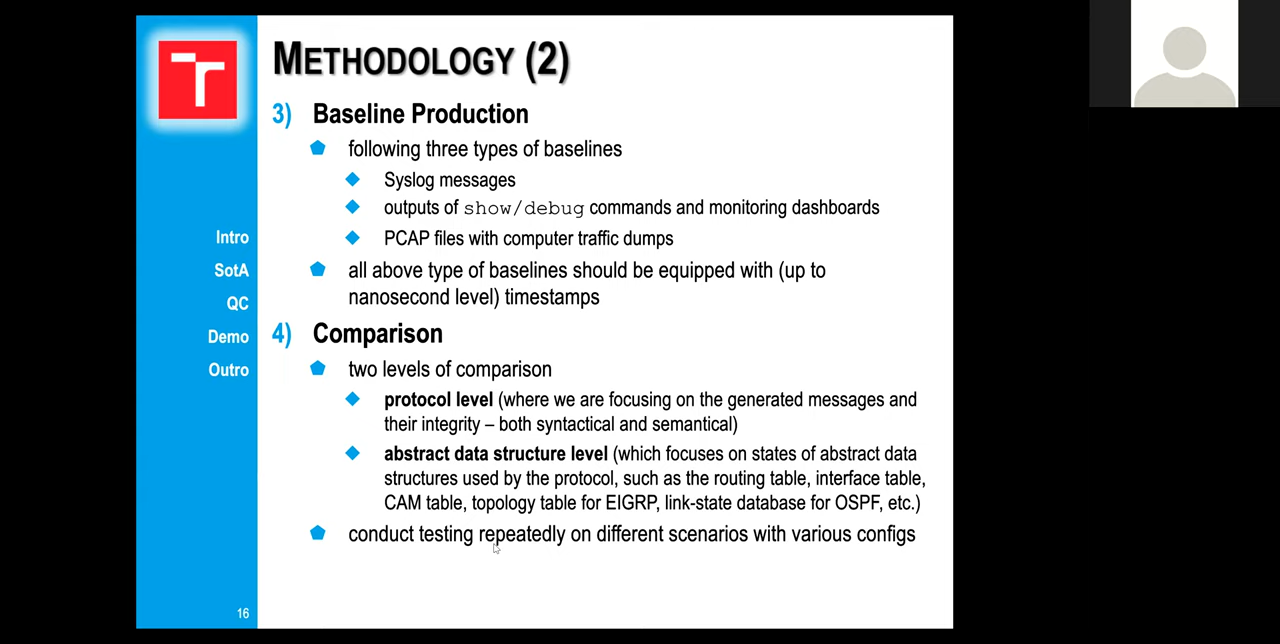 METHODOLOGY (2)
3) Baseline Production
following three types of baselines
Syslog messages
outputs of show/debug commands and monitoring dashboards
PCAP files with computer traffic dumps
all above type of baselines should be equipped with (up to
nanosecond level) timestamps
4) Comparison
two levels of comparison
protocol level (where we are focusing on the generated messages and
their integrity – both syntactical and semantical)
abstract data structure level (which focuses on states of abstract data
structures used by the protocol, such as the routing table, interface table,
CAM table, topology table for EIGRP, link-state database for OSPF, etc.)
conduct testing repeatedly on different scenarios with various configs
Intro
SotA
QC
Demo
Outro
16